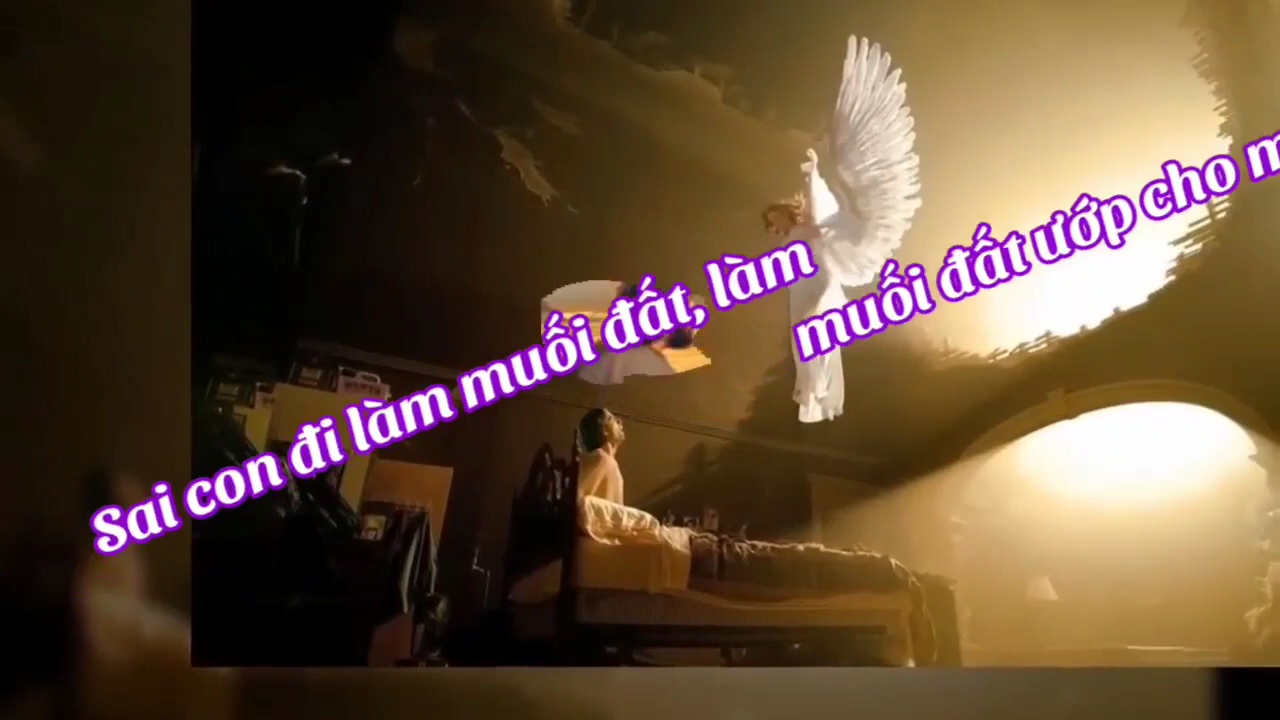 Sai con đi làm muối đất, làm
muối đất ướp cho